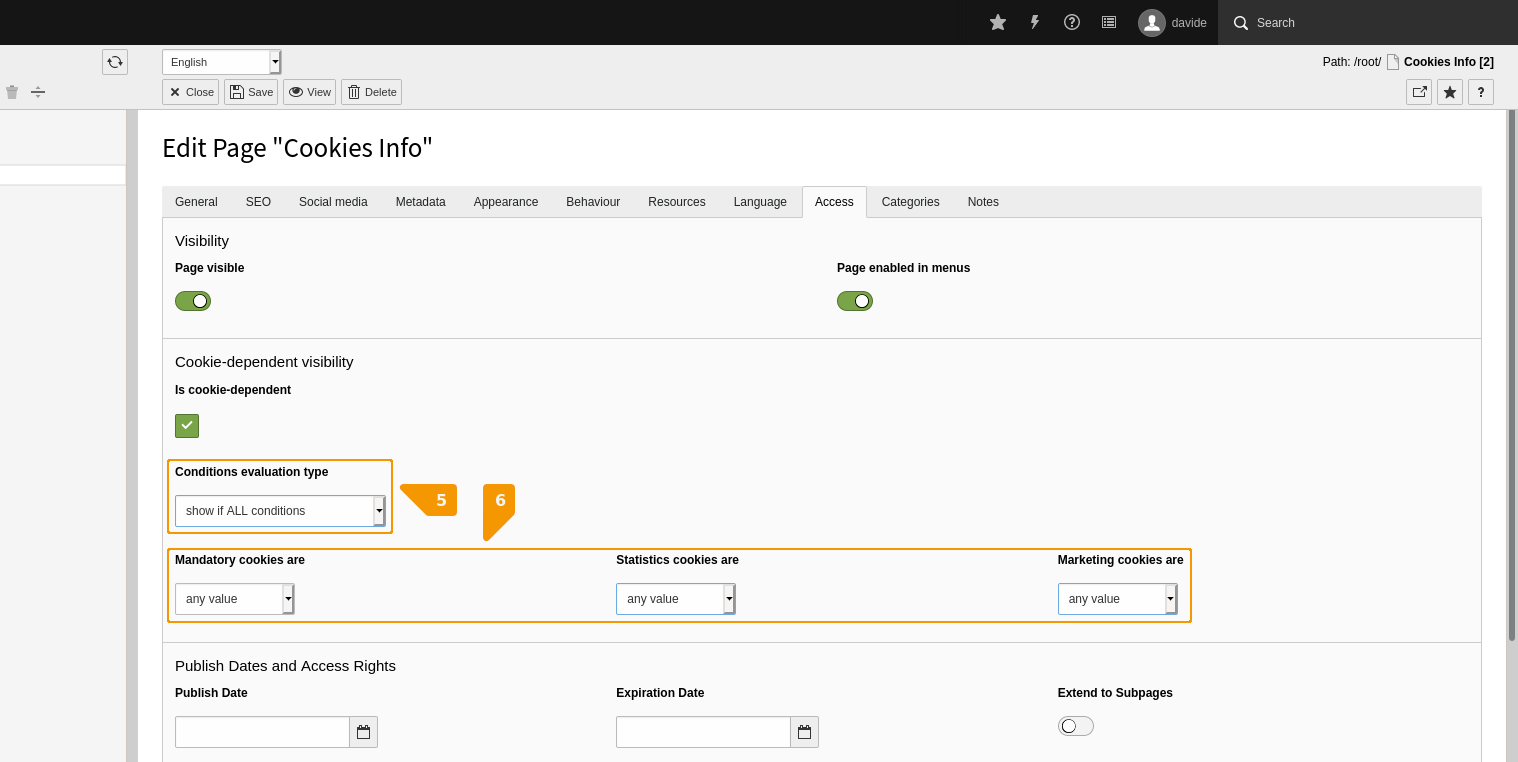 davide Search
English Path: /root/ Cookies Info [2]
Close Save View Delete ?
Edit Page "Cookies Info"
General SEO Social media Metadata Appearance Behaviour Resources Language Access Categories Notes
Visibility
Page visible Page enabled in menus
Cookie-dependent visibility
Is cookie-dependent
Conditions evaluation type
show if ALL conditions 5 6
Mandatory cookies are Statistics cookies are Marketing cookies are
any value any value any value
Publish Dates and Access Rights
Publish Date Expiration Date Extend to Subpages